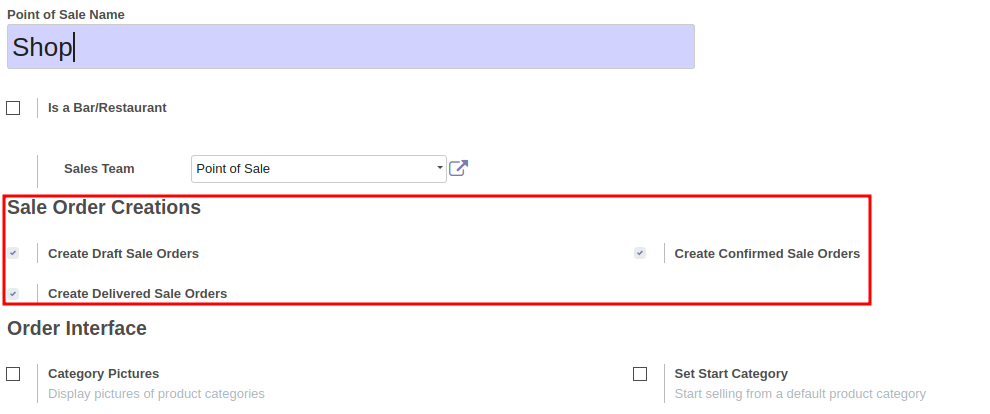 Point of Sale Name
Shop
Is a Bar/Restaurant
Sales Team Point of Sale
Sale Order Creations
Create Draft Sale Orders Create Confirmed Sale Orders
Create Delivered Sale Orders
Order Interface
Category Pictures Set Start Category
Display pictures of product categories Start selling from a default product category